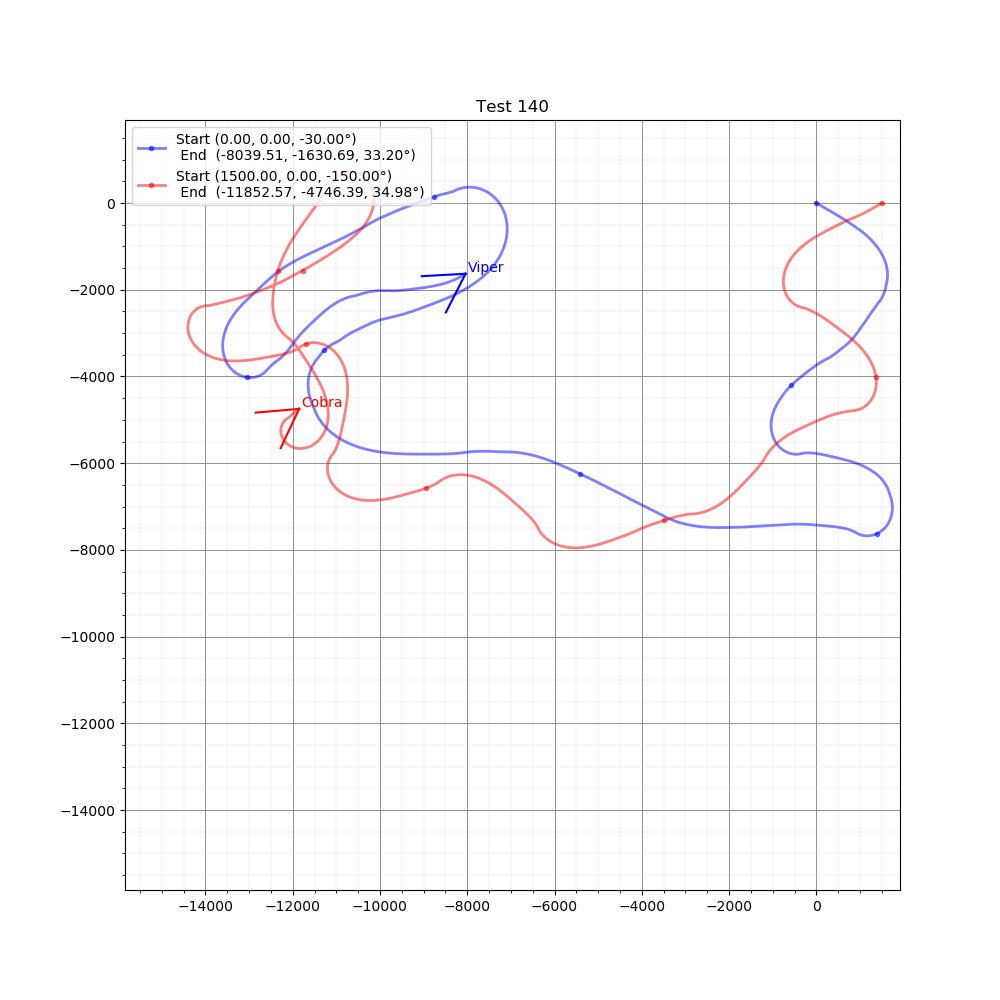 Test 140
Start (0.00, 0.00, -30.00°)
End (-8039.51, -1630.69, 33.20°)
Start (1500.00, 0.00, -150.00°)
End (-11852.57, -4746.39, 34.98°)
Viper
Cobra
0
−2000
−4000
−6000
−8000
−10000
−12000
−14000
−14000 −12000 −10000 −8000 −6000 −4000 −2000 0